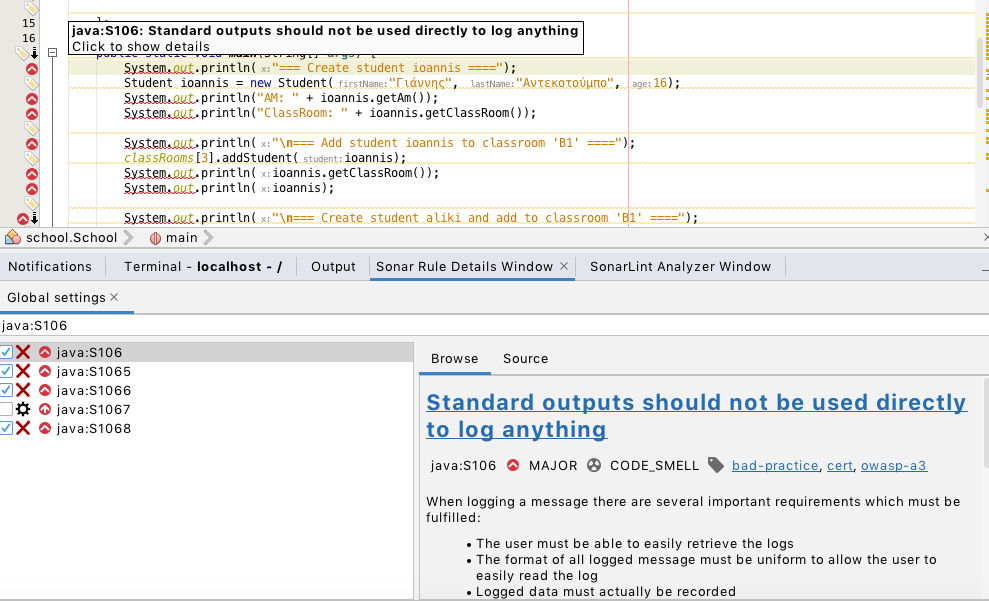 15
java:S106: Standard outputs should not be used directly to log anything
Click to show details
16
System.out.println( x: "=== Create student ioannis ====");
Student ioannis = new Student( firstName: "Γιάννης", lastName: "Αντεκοτούμπο", age: 16);
System.out.println("AM: " + ioannis.getAm());
System.out.println("ClassRoom: " + ioannis.getClassRoom());
System.out.println( x: "\n=== Add student ioannis to classroom 'B1' ====");
classRooms[3].addStudent( student: ioannis);
System.out.println( x: ioannis.getClassRoom());
System.out.println( x: ioannis);
System.out.println( x: "\n=== Create student aliki and add to classroom 'B1' ====");
school.School main
Notifications Terminal - localhost - / Output Sonar Rule Details Window SonarLint Analyzer Window
Global settings
java:S106
java:S106
java:S1065
java:S1066
java:S1067
java:S1068
Browse Source
Standard outputs should not be used directly
to log anything
java:S106 MAJOR CODE_SMELL bad-practice, cert, owasp-a3
When logging a message there are several important requirements which must be
fulfilled:
• The user must be able to easily retrieve the logs
• The format of all logged message must be uniform to allow the user to
easily read the log
• Logged data must actually be recorded